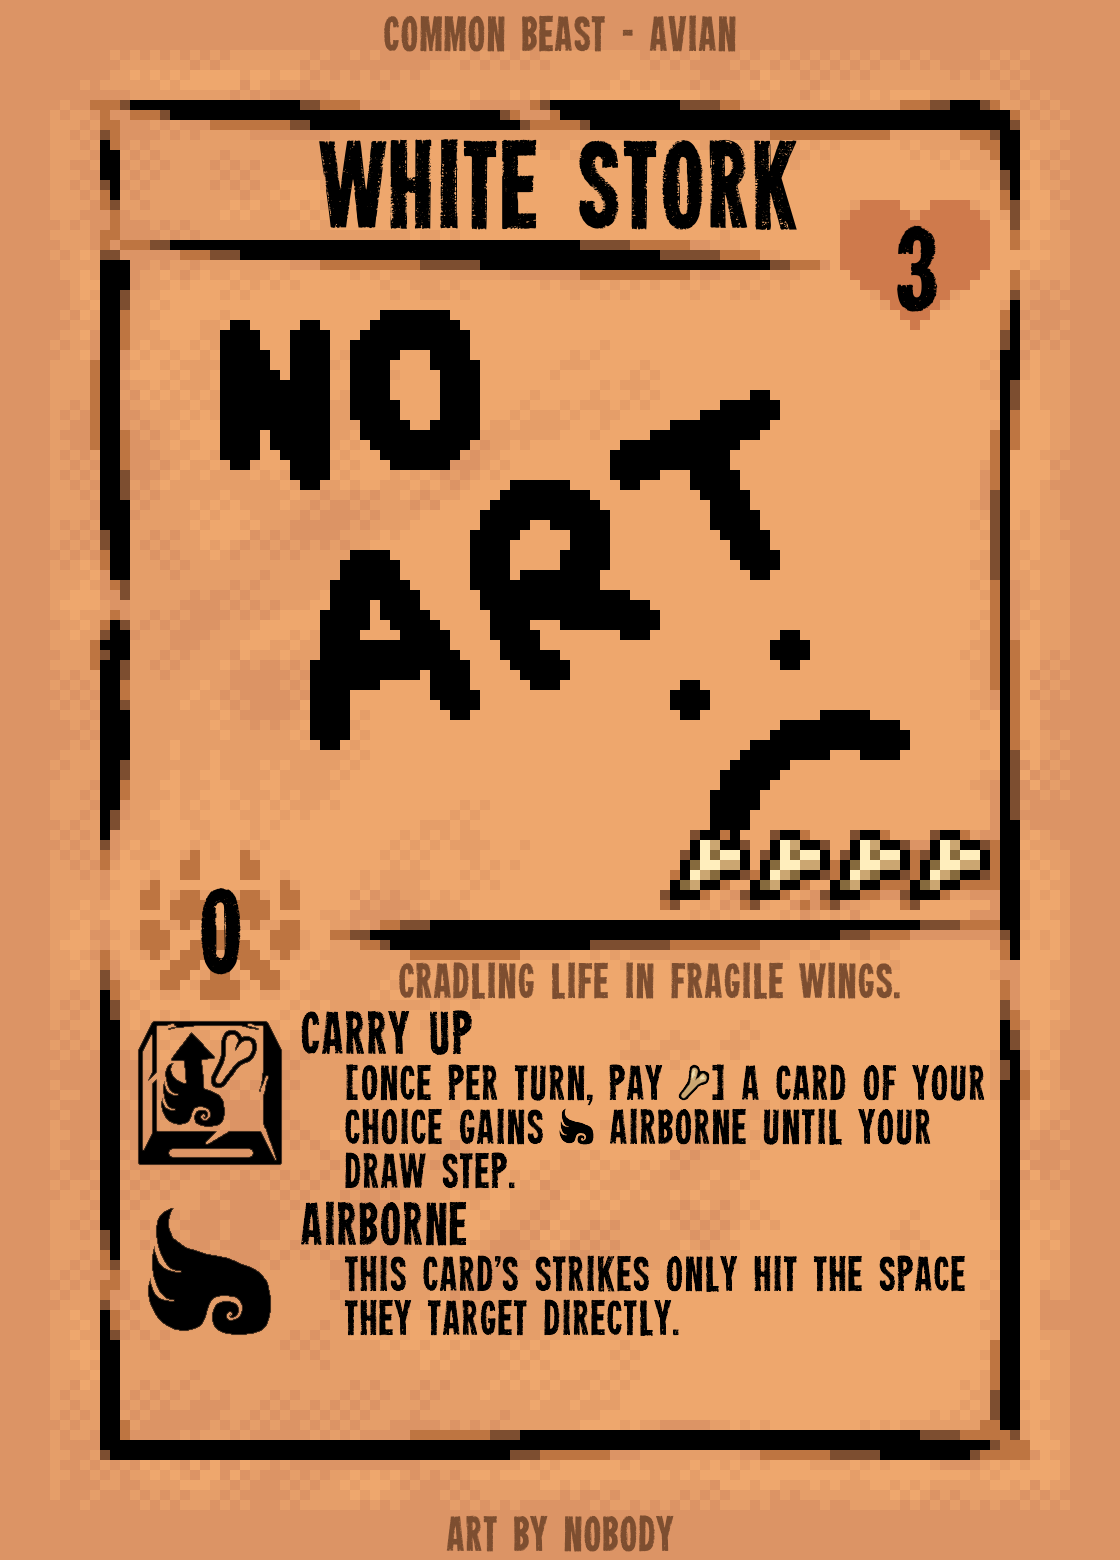 COMMON BEAST - AVIAN
WHITE STORK
3
NO
ART
0
CRADLING LIFE IN FRAGILE WINGS.
CARRY UP
[ONCE PER TURN, PAY ] A CARD OF YOUR
CHOICE GAINS AIRBORNE UNTIL YOUR
DRAW STEP.
AIRBORNE
THIS CARD'S STRIKES ONLY HIT THE SPACE
THEY TARGET DIRECTLY.
ART BY NOBODY